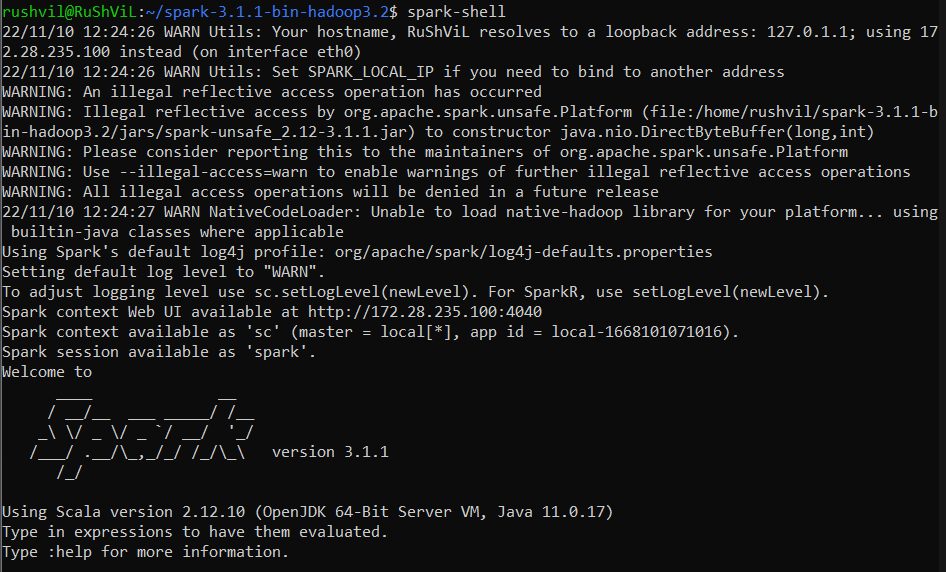 rushvil@RuShViL:~/spark-3.1.1-bin-hadoop3.2$ spark-shell
22/11/10 12:24:26 WARN Utils: Your hostname, RuShViL resolves to a loopback address: 127.0.1.1; using 17
2.28.235.100 instead (on interface eth0)
22/11/10 12:24:26 WARN Utils: Set SPARK_LOCAL_IP if you need to bind to another address
WARNING: An illegal reflective access operation has occurred
WARNING: Illegal reflective access by org.apache.spark.unsafe.Platform (file:/home/rushvil/spark-3.1.1-b
in-hadoop3.2/jars/spark-unsafe_2.12-3.1.1.jar) to constructor java.nio.DirectByteBuffer(long,int)
WARNING: Please consider reporting this to the maintainers of org.apache.spark.unsafe.Platform
WARNING: Use --illegal-access=warn to enable warnings of further illegal reflective access operations
WARNING: All illegal access operations will be denied in a future release
22/11/10 12:24:27 WARN NativeCodeLoader: Unable to load native-hadoop library for your platform... using
 builtin-java classes where applicable
Using Spark's default log4j profile: org/apache/spark/log4j-defaults.properties
Setting default log level to "WARN".
To adjust logging level use sc.setLogLevel(newLevel). For SparkR, use setLogLevel(newLevel).
Spark context Web UI available at http://172.28.235.100:4040
Spark context available as 'sc' (master = local[*], app id = local-1668101071016).
Spark session available as 'spark'.
Welcome to
      ____              __
     / __/__  ___ _____/ /__
    _\ \/ _ \/ _ `/ __/  '_/
   /___/ .__/\_,_/_/ /_/\_\   version 3.1.1
      /_/
Using Scala version 2.12.10 (OpenJDK 64-Bit Server VM, Java 11.0.17)
Type in expressions to have them evaluated.
Type :help for more information.